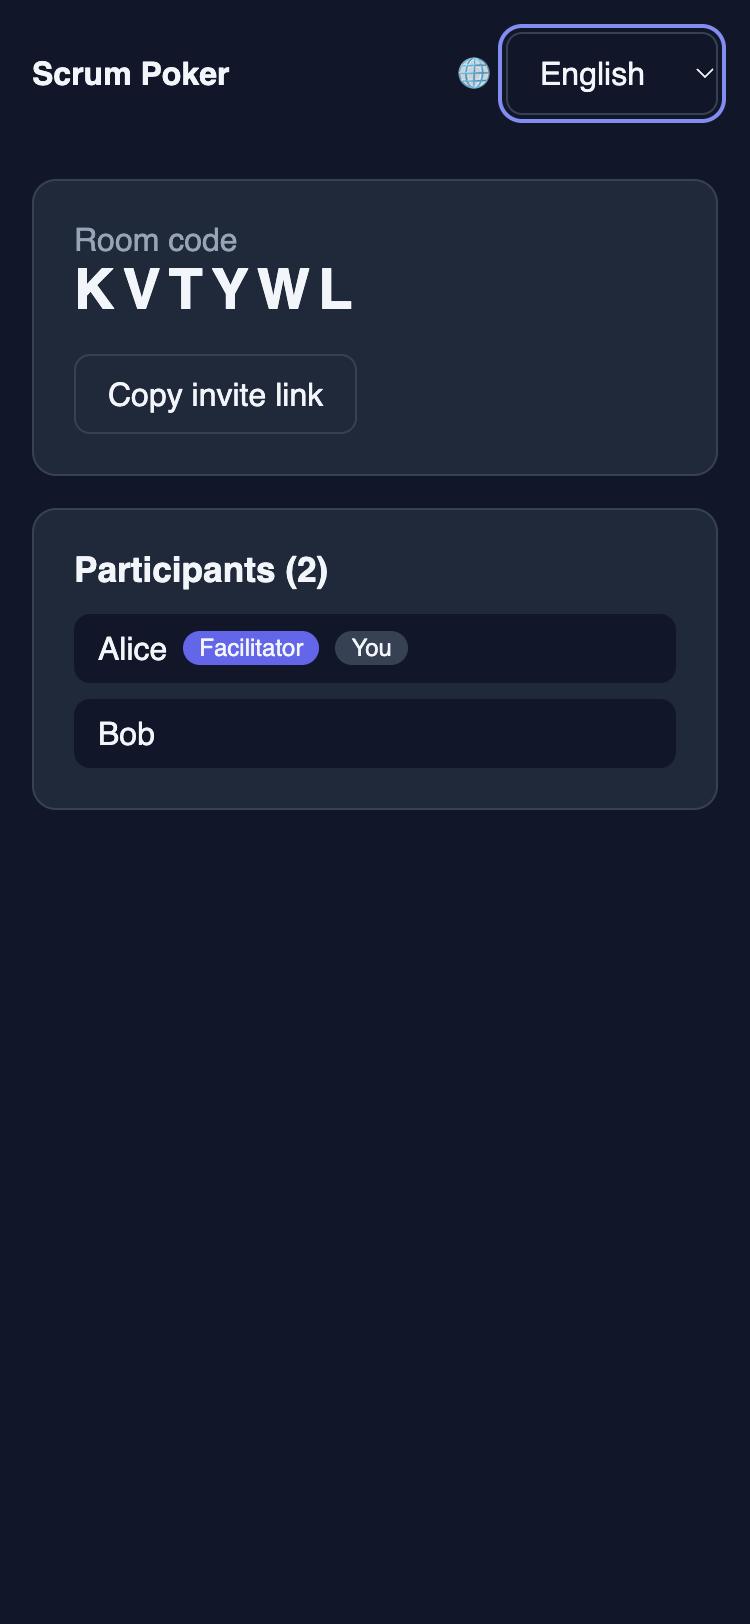 Scrum Poker
English
Room code
KVTYWL
Copy invite link
Participants (2)
Alice Facilitator You
Bob